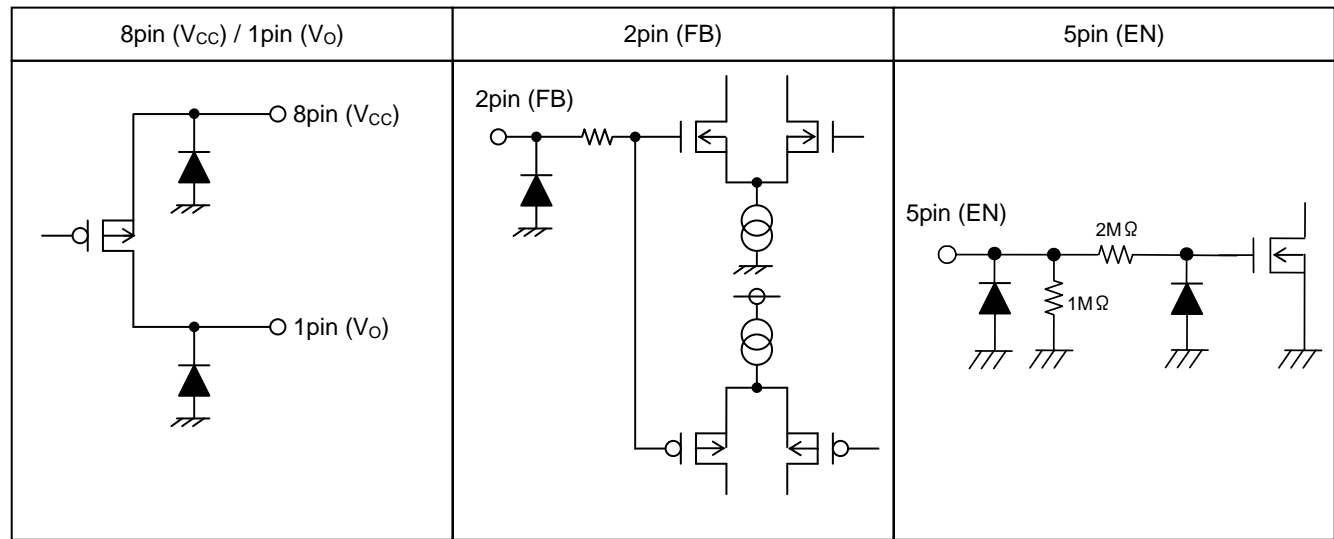 8pin (VCC) / 1pin (VO)
2pin (FB)
5pin (EN)
8pin (VCC)
1pin (VO)
2pin (FB)
5pin (EN)
2MΩ
1MΩ